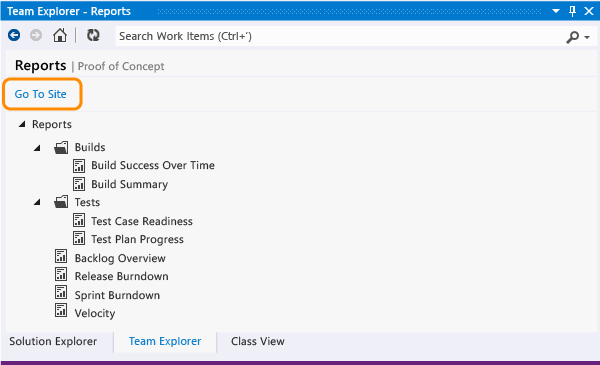 Team Explorer - Reports
Search Work Items (Ctrl+')
Reports | Proof of Concept
Go To Site
Reports
Builds
Build Success Over Time
Build Summary
Tests
Test Case Readiness
Test Plan Progress
Backlog Overview
Release Burndown
Sprint Burndown
Velocity
Solution Explorer Team Explorer Class View